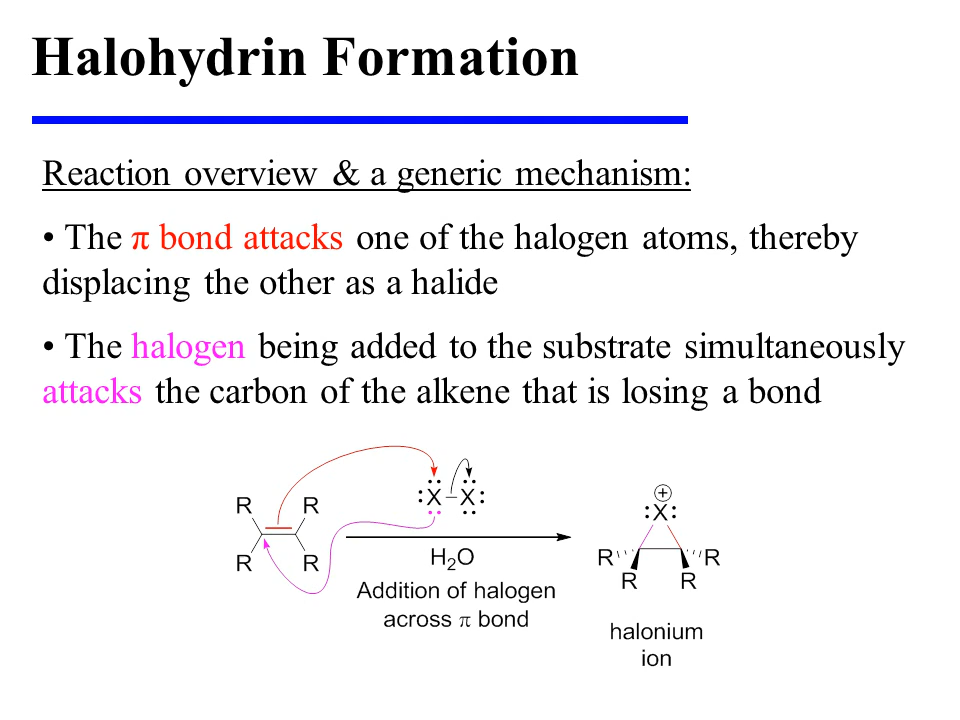 Halohydrin Formation
Reaction overview & a generic mechanism:
• The π bond attacks one of the halogen atoms, thereby
displacing the other as a halide
• The halogen being added to the substrate simultaneously
attacks the carbon of the alkene that is losing a bond
R R
R R
X X
H₂O
Addition of halogen
across π bond
+
X
R R
R R
halonium
ion